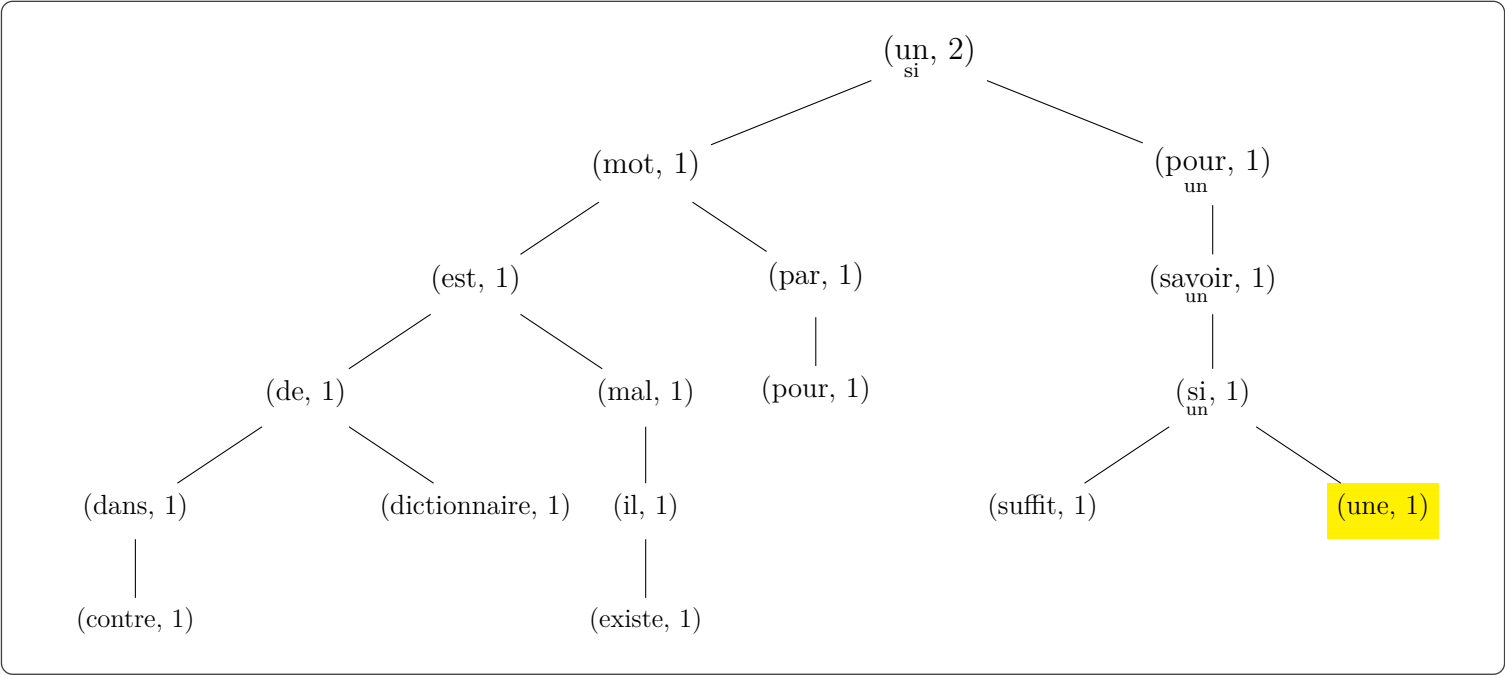 (un, 2)
si
(mot, 1) (pour, 1)
un
(est, 1) (par, 1) (savoir, 1)
un
(de, 1) (mal, 1) (pour, 1) (si, 1)
un
(dans, 1) (dictionnaire, 1) (il, 1) (suffit, 1) (une, 1)
(contre, 1) (existe, 1)